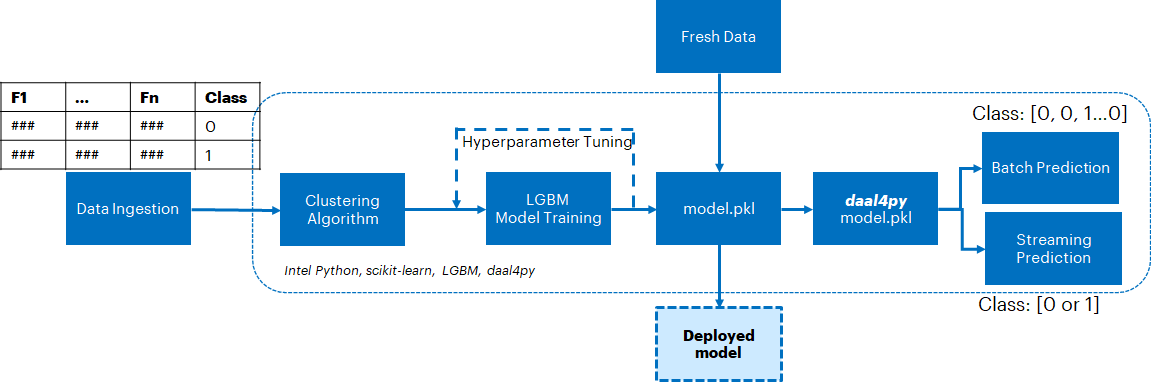 Fresh Data
F1 ... Fn Class
### ### ### 0
### ### ### 1
Class: [0, 0, 1...0]
Hyperparameter Tuning
Data Ingestion
Clustering
Algorithm
LGBM
Model Training
model.pkl
daal4py
model.pkl
Batch Prediction
Streaming
Prediction
Intel Python, scikit-learn, LGBM, daal4py
Class: [0 or 1]
Deployed
model